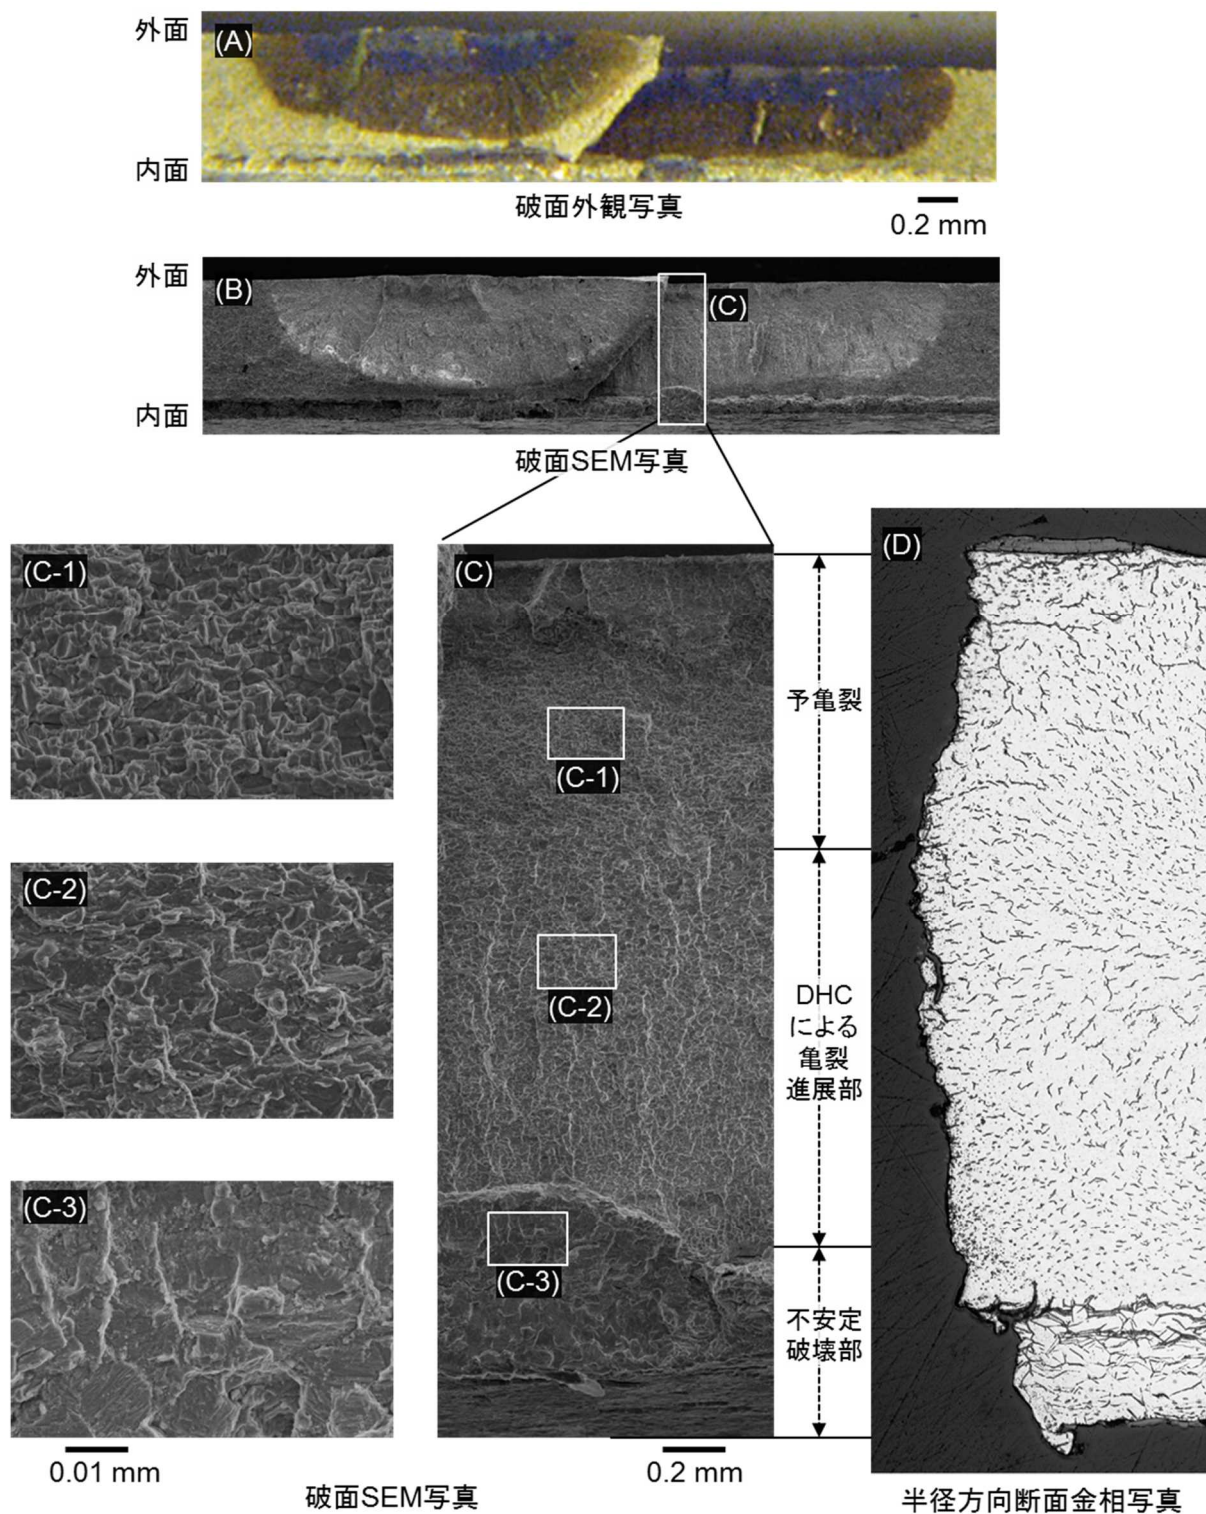 外面
(A)
内面
破面外観写真
0.2 mm
外面
(B)
(C)
内面
破面SEM写真
(C-1)
(C)
(D)
予亀裂
(C-1)
(C-2)
(C-2)
DHC
による
亀裂
進展部
(C-3)
(C-3)
不安定
破壊部
0.01 mm
0.2 mm
破面SEM写真
半径方向断面金相写真